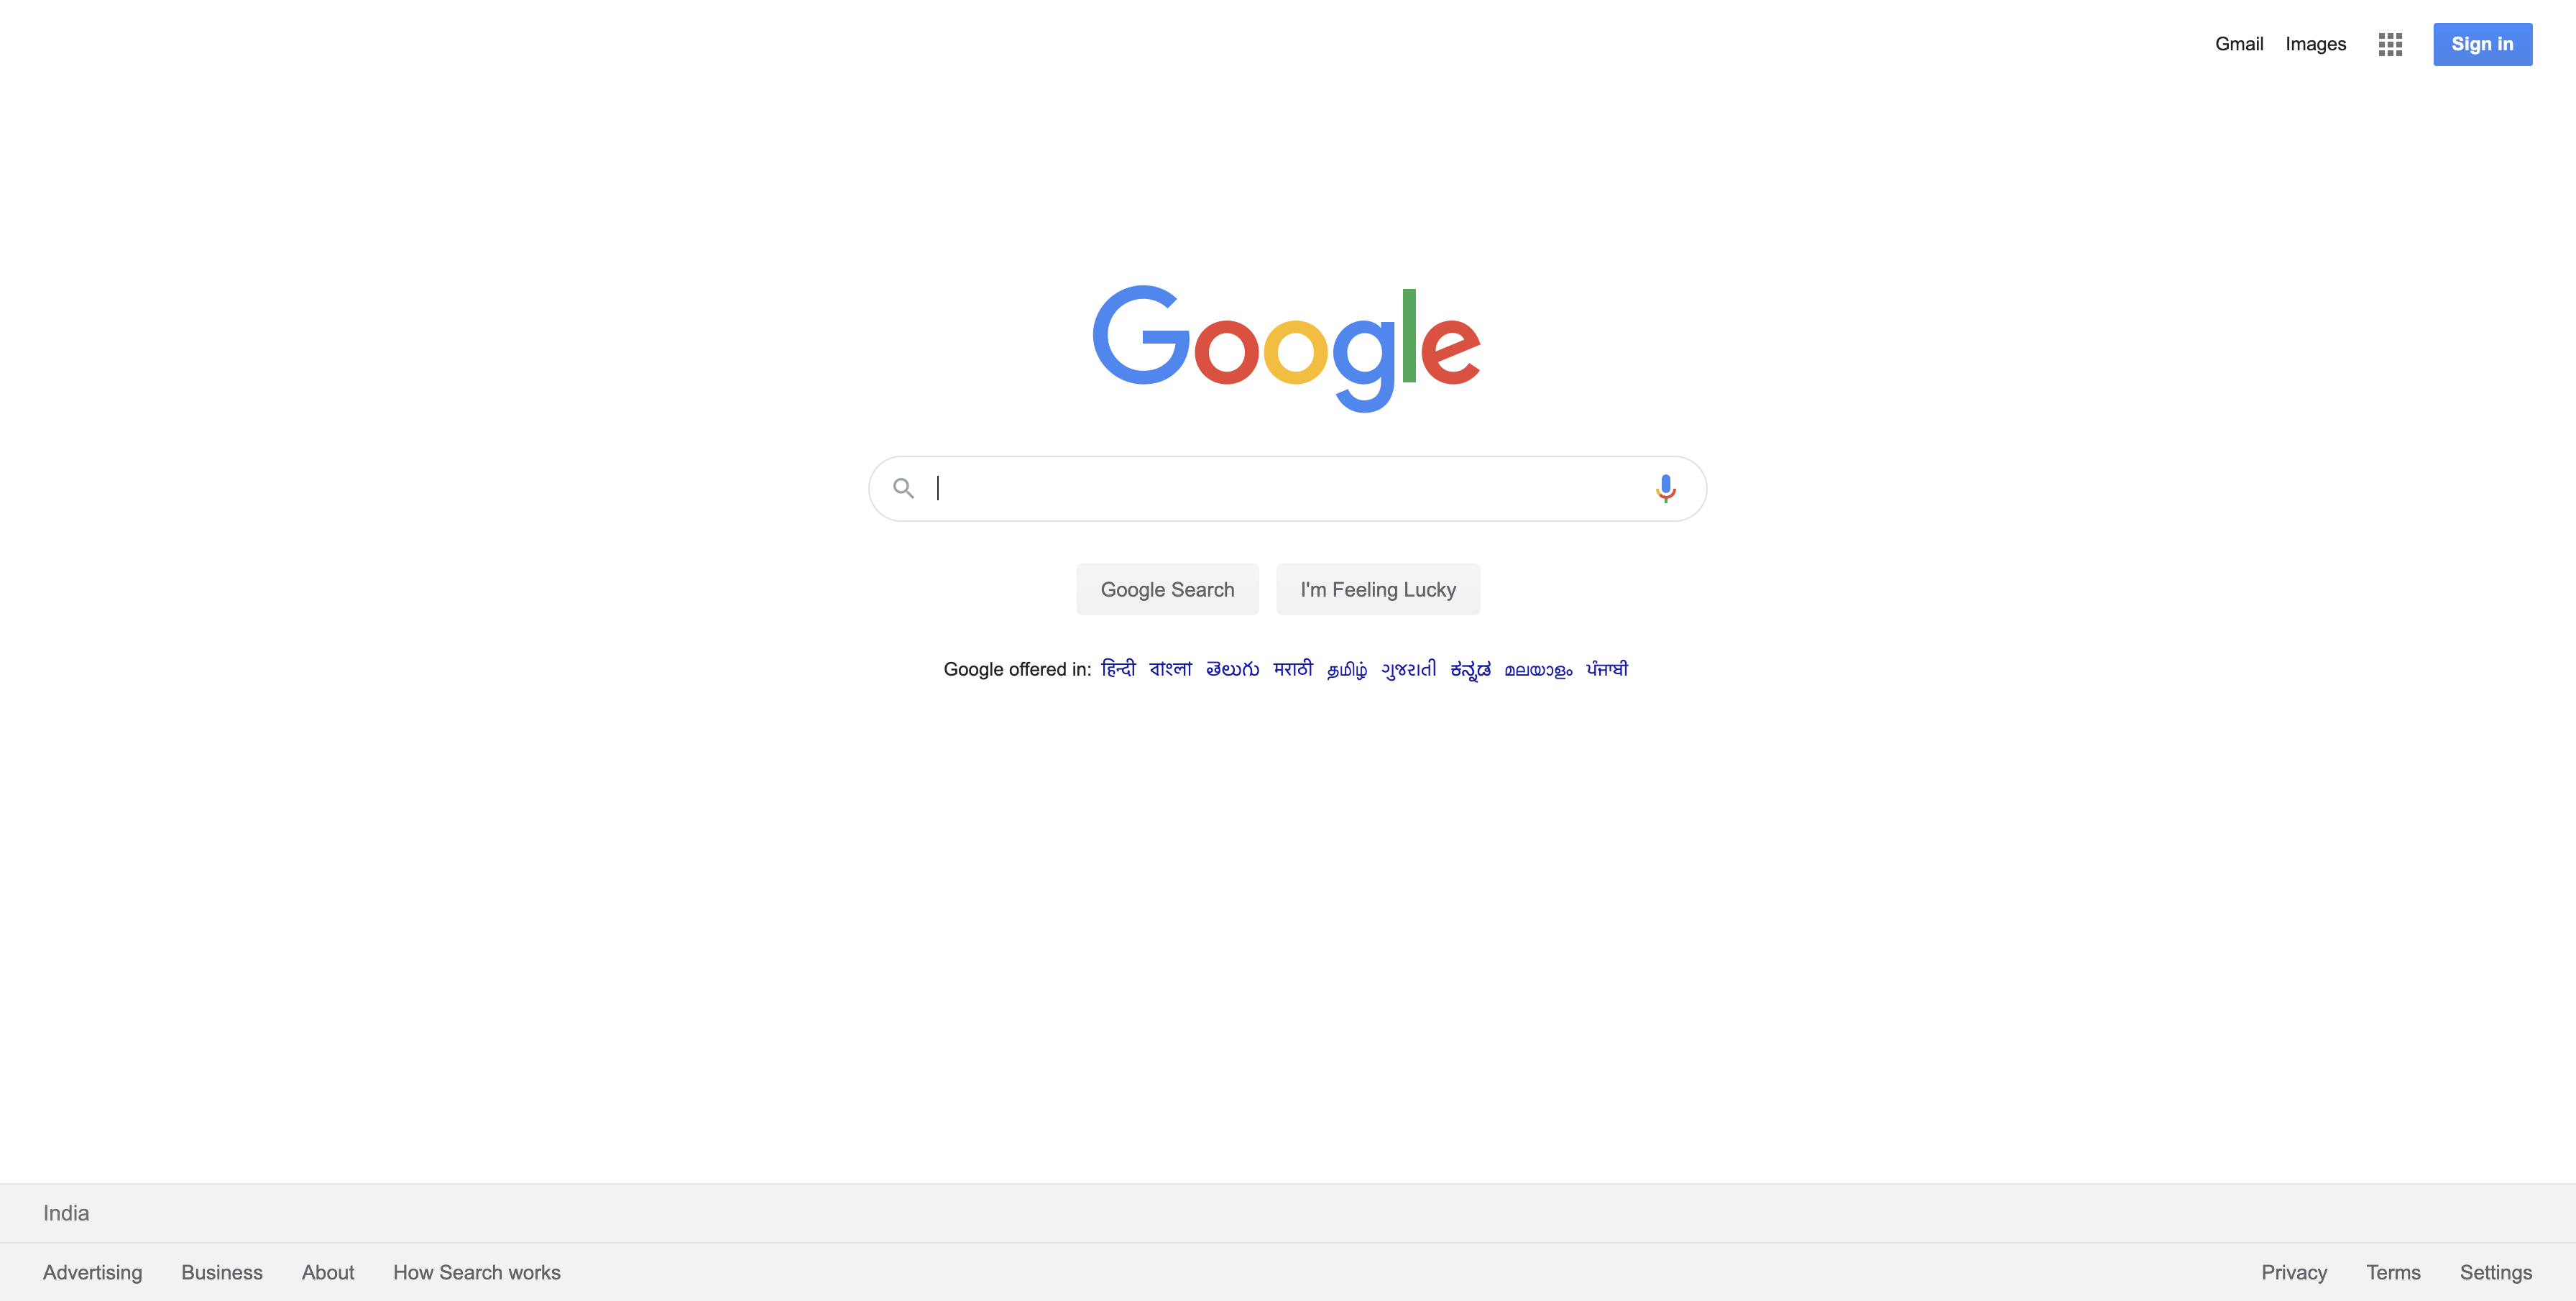 Gmail Images Sign in
Google
Google Search I'm Feeling Lucky
Google offered in: हिन्दी বাংলা తెలుగు मराठी தமிழ் ગુજરાતી ಕನ್ನಡ മലയാളം ਪੰਜਾਬੀ
India
Advertising Business About How Search works Privacy Terms Settings